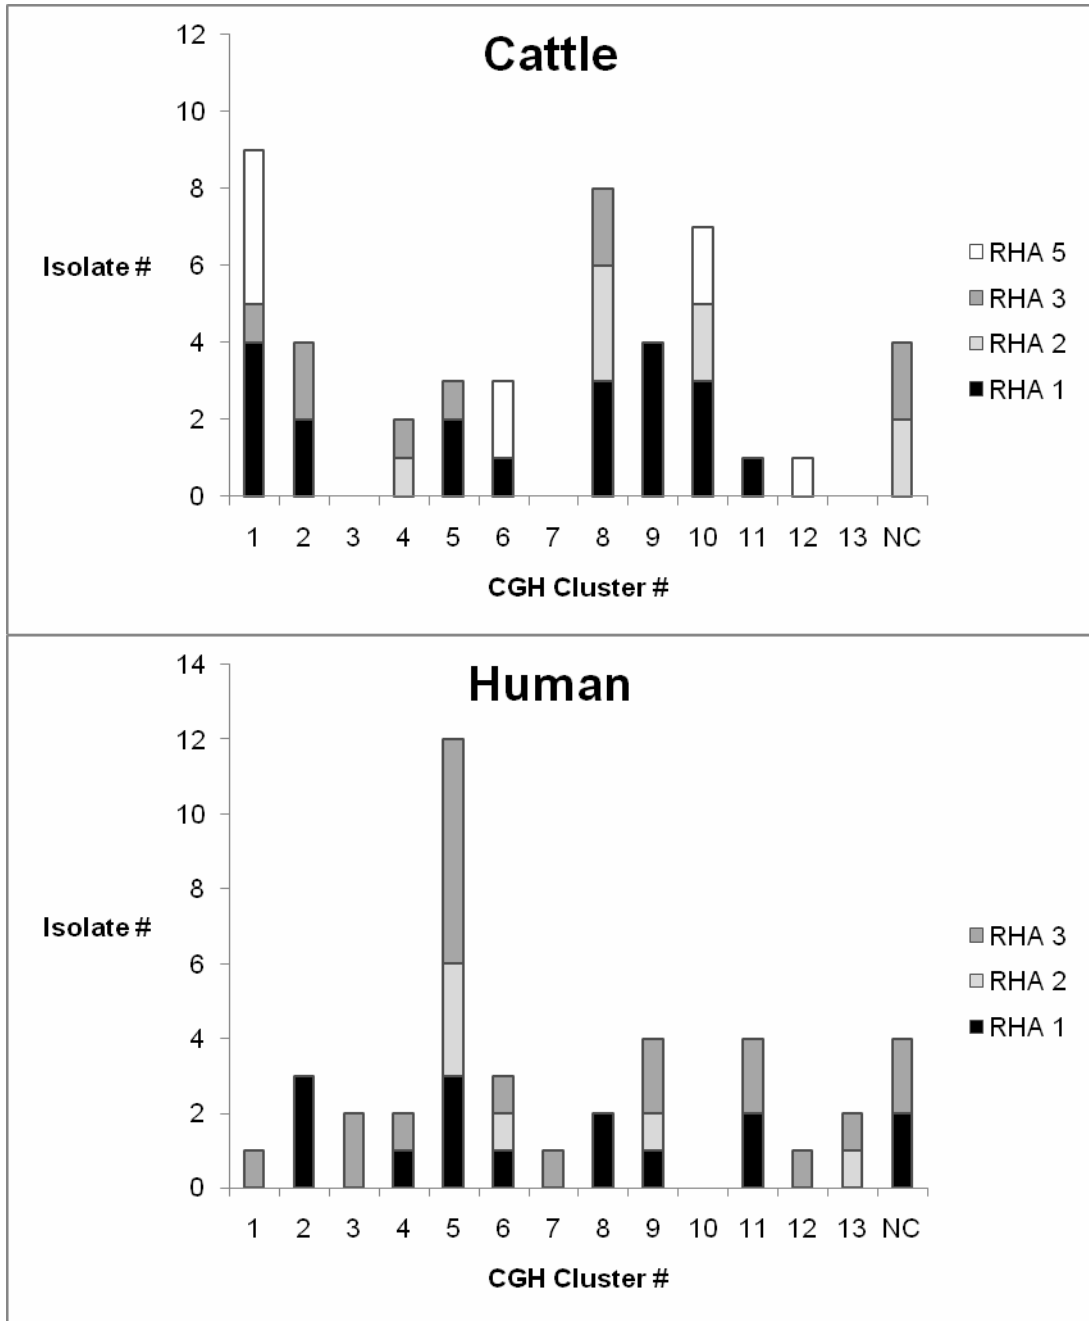 Cattle
12
10
8
6
4
2
0
Isolate #
RHA 5
RHA 3
RHA 2
RHA 1
1 2 3 4 5 6 7 8 9 10 11 12 13 NC
CGH Cluster #
Human
14
12
10
8
6
4
2
0
Isolate #
RHA 3
RHA 2
RHA 1
1 2 3 4 5 6 7 8 9 10 11 12 13 NC
CGH Cluster #